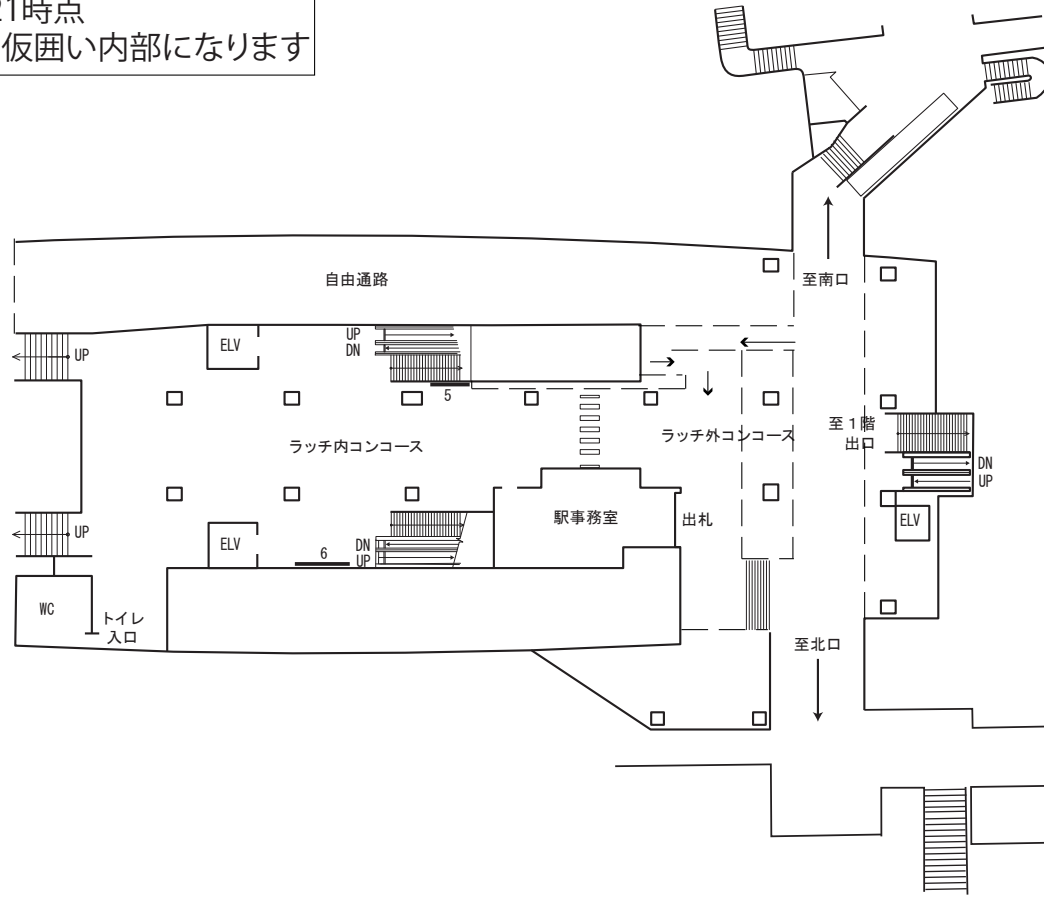 21時点
仮囲い内部になります
至南口
自由通路
UP
DN
ELV
UP
5
ラッチ内コンコース
ラッチ外コンコース
至1階
出口
DN
UP
ELV
駅事務室
出札
UP
ELV
6
DN
UP
WC
トイレ
入口
至北口